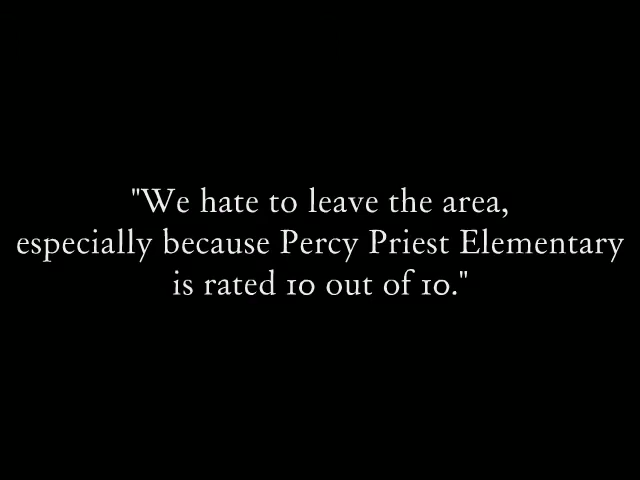 "We hate to leave the area,
especially because Percy Priest Elementary
is rated 10 out of 10."